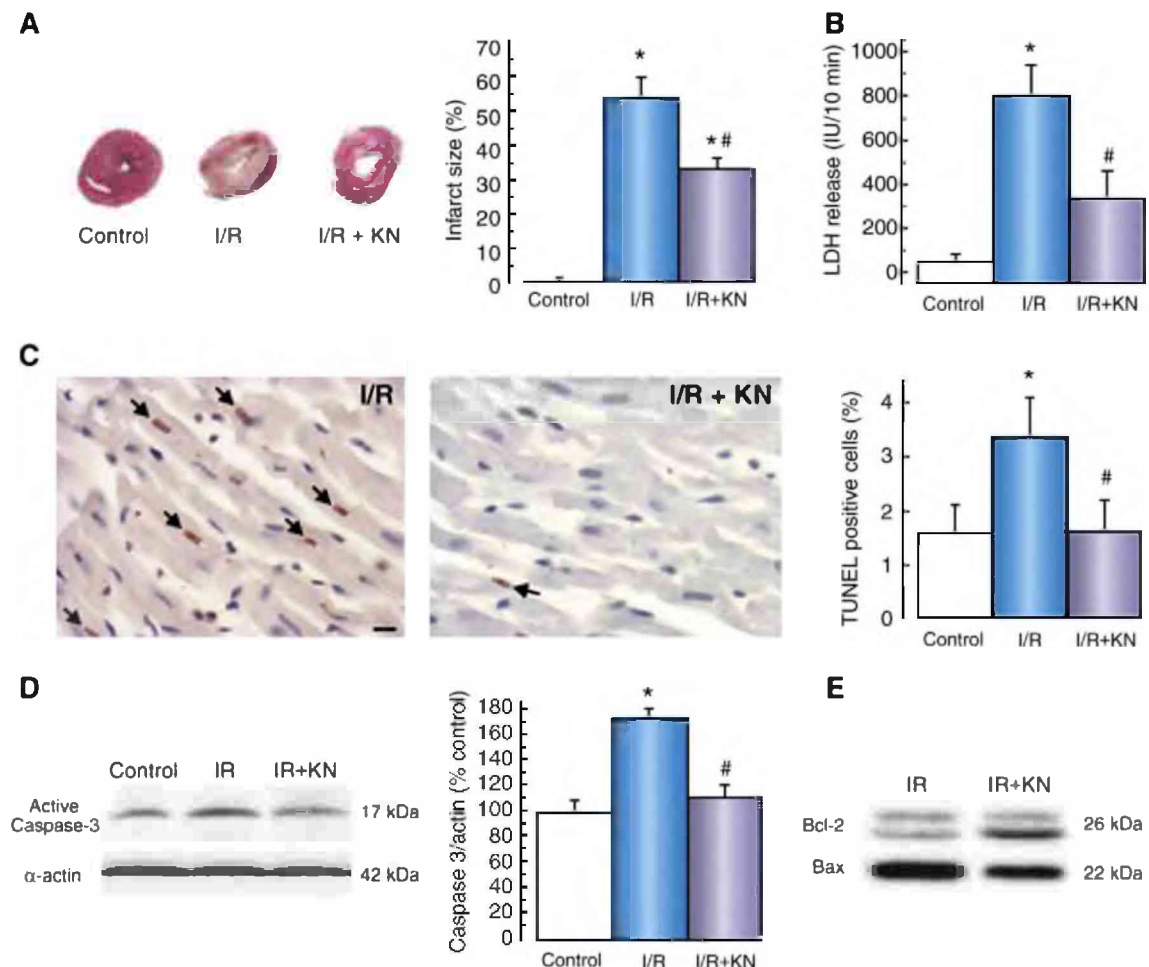 A
Control
I/R
I/R + KN
Infarct size (%)
70
60
50
40
30
20
10
0
*
* #
Control
I/R
I/R+KN
B
LDH release (IU/10 min)
1000
800
600
400
200
0
*
#
Control
I/R
I/R+KN
C
I/R
I/R + KN
TUNEL positive cells (%)
4
3
2
1
0
*
#
Control
I/R
I/R+KN
D
Control IR IR+KN
Active
Caspase-3
17 kDa
α-actin
42 kDa
Caspase 3/actin (% control)
180
160
140
120
100
80
60
40
20
0
*
#
Control
I/R
I/R+KN
E
IR IR+KN
Bcl-2
26 kDa
Bax
22 kDa